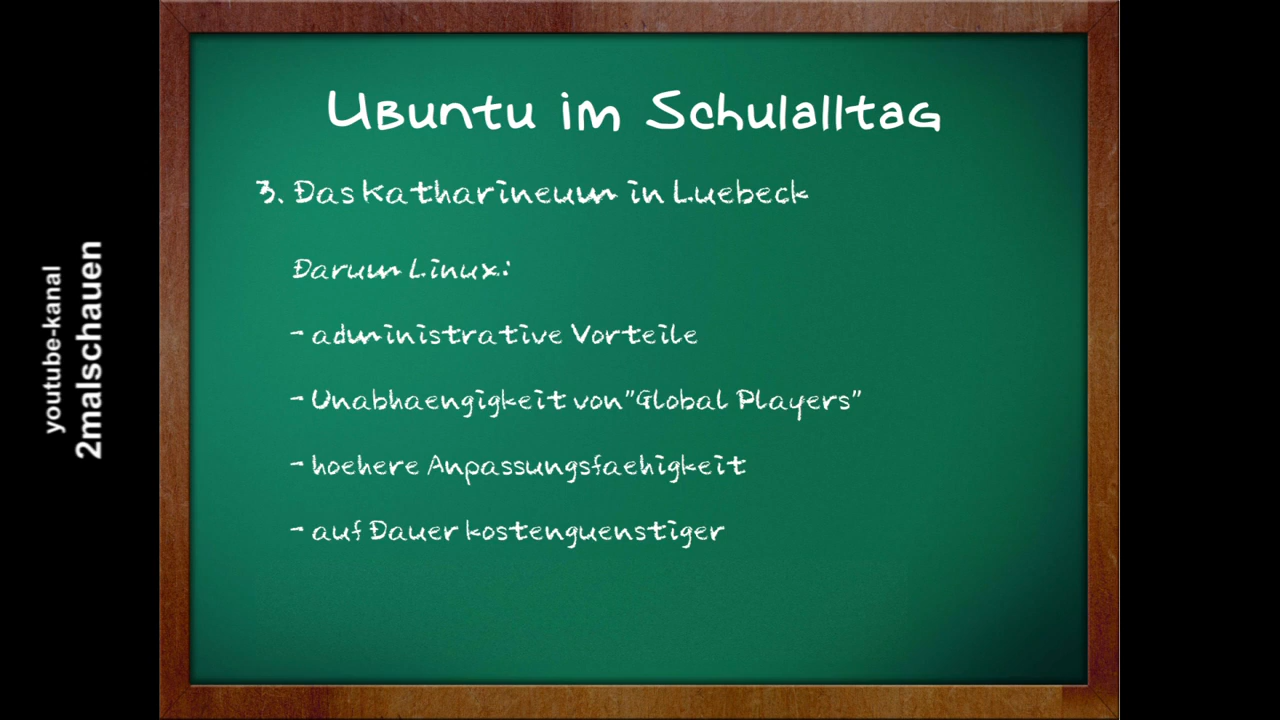 Ubuntu im Schulalltag
3. Das Katharineum in Luebeck
Darum Linux:
- administrative Vorteile
- Unabhaengigkeit von "Global Players"
- hoehere Anpassungsfaehigkeit
- auf Dauer kostenguenstiger
youtube-kanal
2malschauen